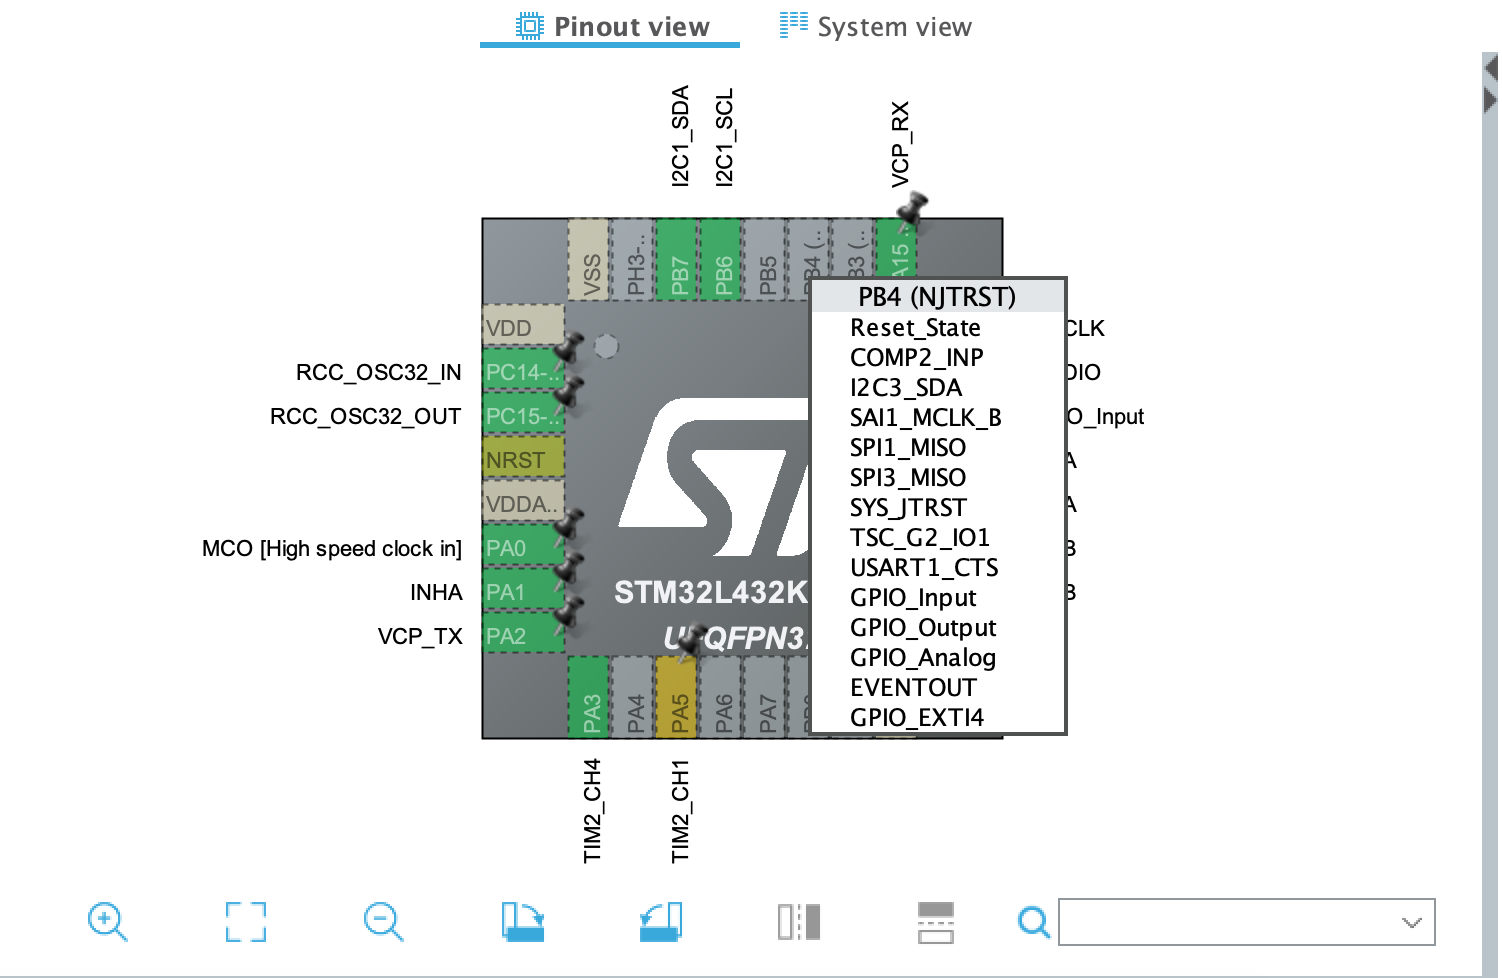 Pinout view
System view
I2C1_SDA
I2C1_SCL
VCP_RX
VSS
PH3-..
PB7
PB6
PB5
PB4 (..
B3 (..
A15 ..
VDD
RCC_OSC32_IN
PC14-..
RCC_OSC32_OUT
PC15-..
NRST
VDDA..
MCO [High speed clock in]
PA0
INHA
PA1
VCP_TX
PA2
STM32L432K
UFQFPN3
PB4 (NJTRST)
Reset_State
COMP2_INP
I2C3_SDA
SAI1_MCLK_B
SPI1_MISO
SPI3_MISO
SYS_JTRST
TSC_G2_IO1
USART1_CTS
GPIO_Input
GPIO_Output
GPIO_Analog
EVENTOUT
GPIO_EXTI4
CLK
DIO
O_Input
A
A
B
B
PA3
PA4
PA5
PA6
PA7
TIM2_CH4
TIM2_CH1